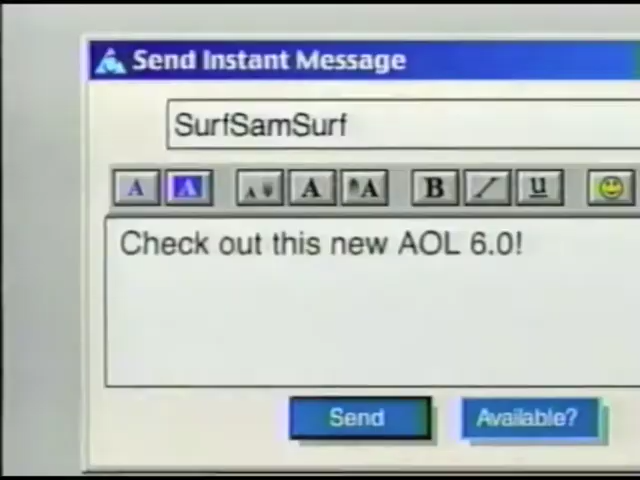 Send Instant Message
SurfSamSurf
A A A A A B I U
Check out this new AOL 6.0!
Send Available?